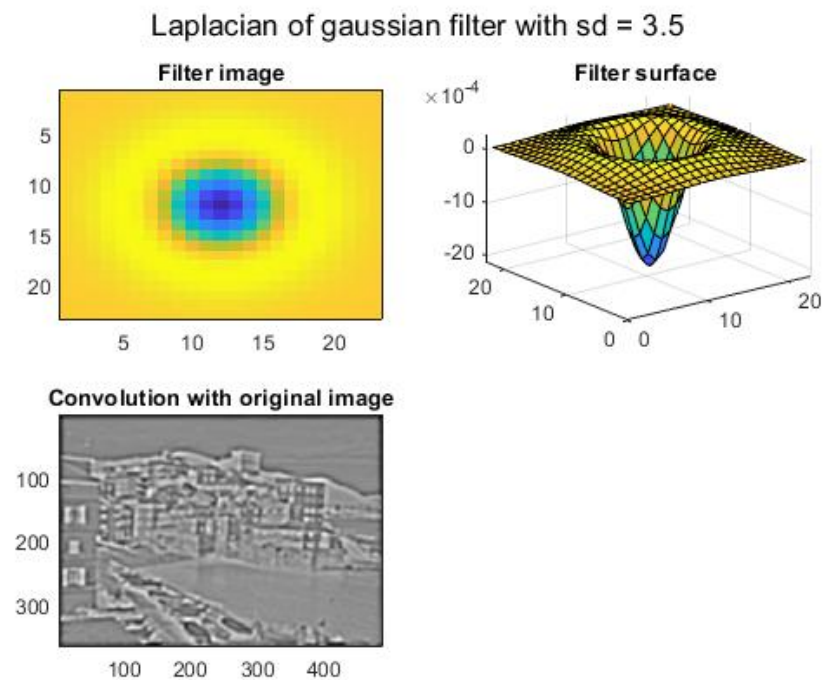 Laplacian of gaussian filter with sd = 3.5
Filter image
5
10
15
20
5 10 15 20
Filter surface
×10^-4
0
-10
-20
20 10 0
0 10 20
Convolution with original image
100
200
300
100 200 300 400